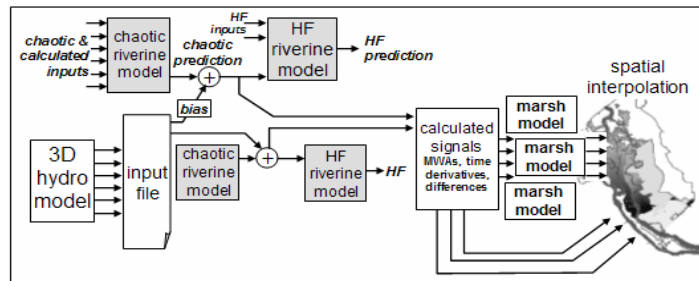 chaotic &
calculated
inputs
chaotic
riverine
model
chaotic
prediction
+
bias
HF
inputs
HF
riverine
model
HF
prediction
3D
hydro
model
input
file
chaotic
riverine
model
+
HF
riverine
model
HF
calculated
signals
MWAs, time
derivatives,
differences
marsh
model
marsh
model
marsh
model
spatial
interpolation